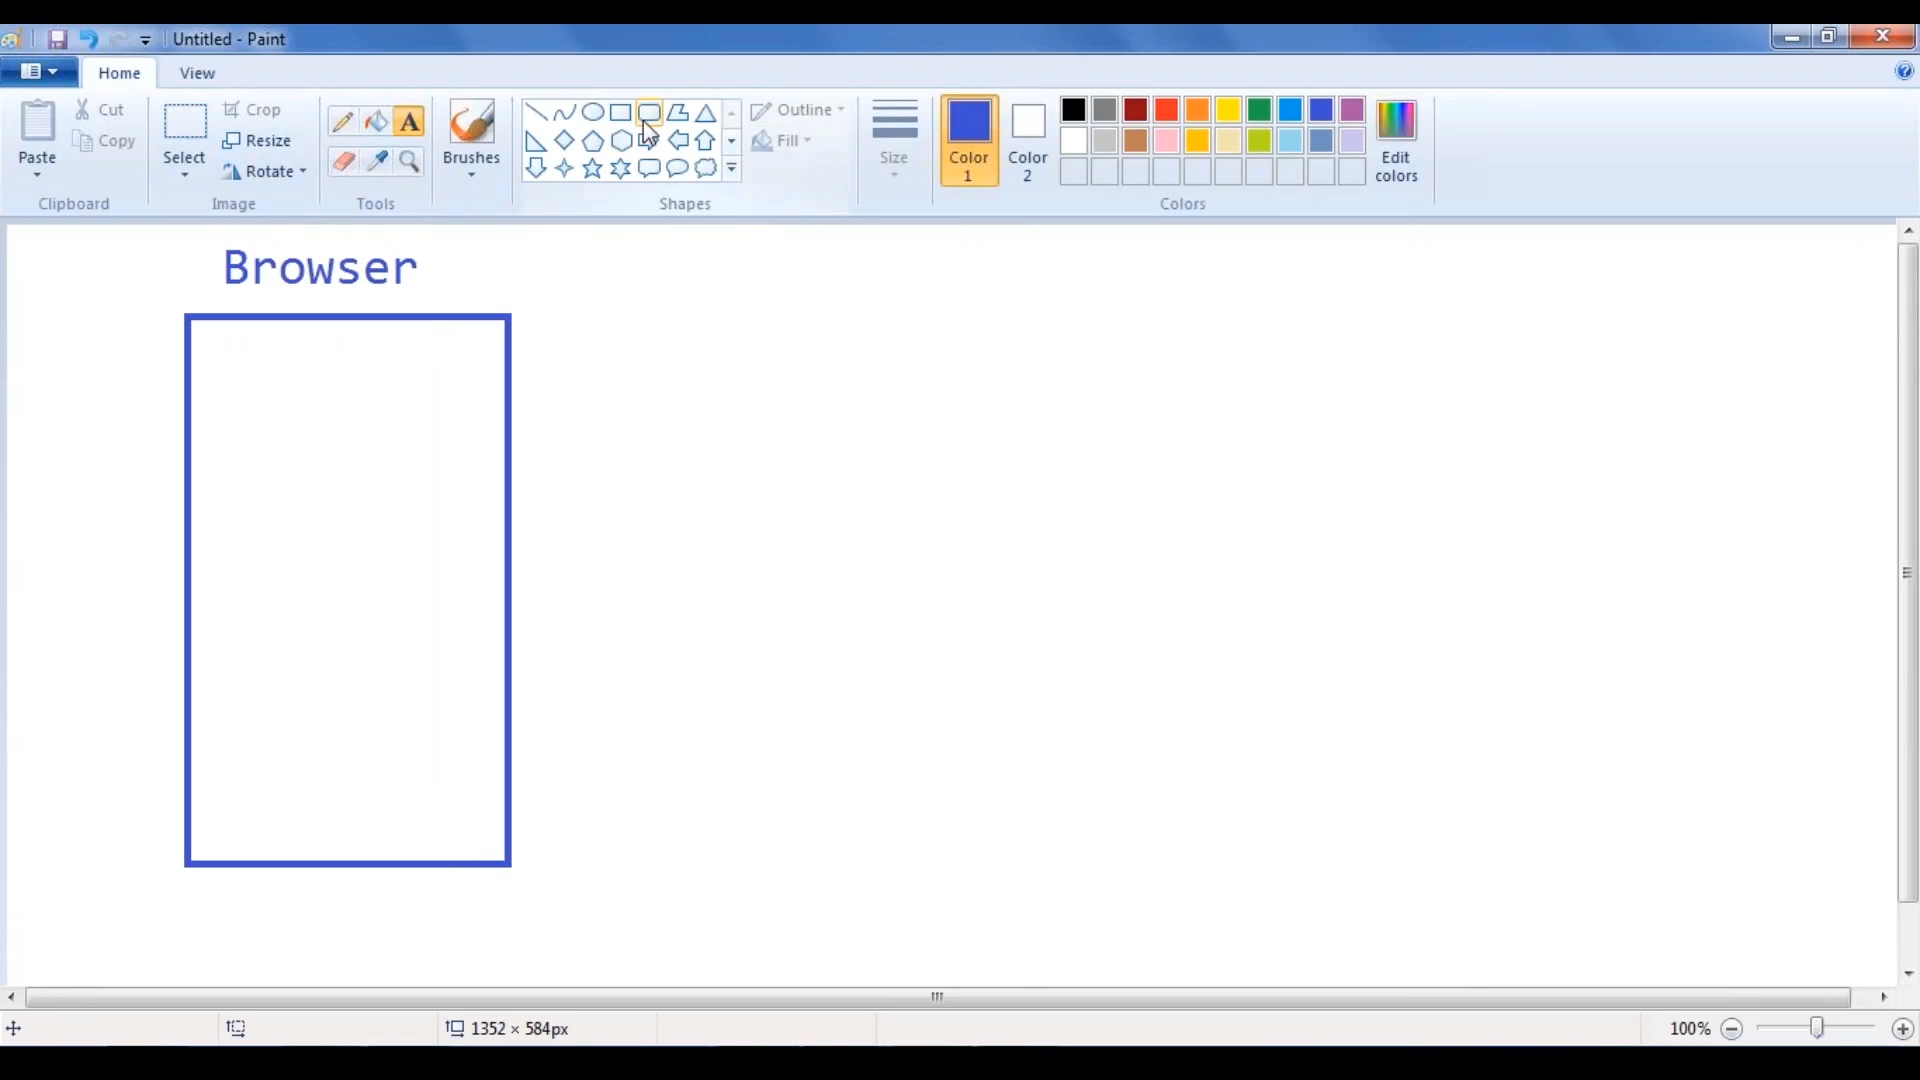 Untitled - Paint
Home View
Paste Cut Copy
Clipboard
Select Crop Resize Rotate
Image
A
Tools
Brushes
Outline Fill
Shapes
Size
Color 1 Color 2
Edit colors
Colors
Browser
1352 × 584px
100%